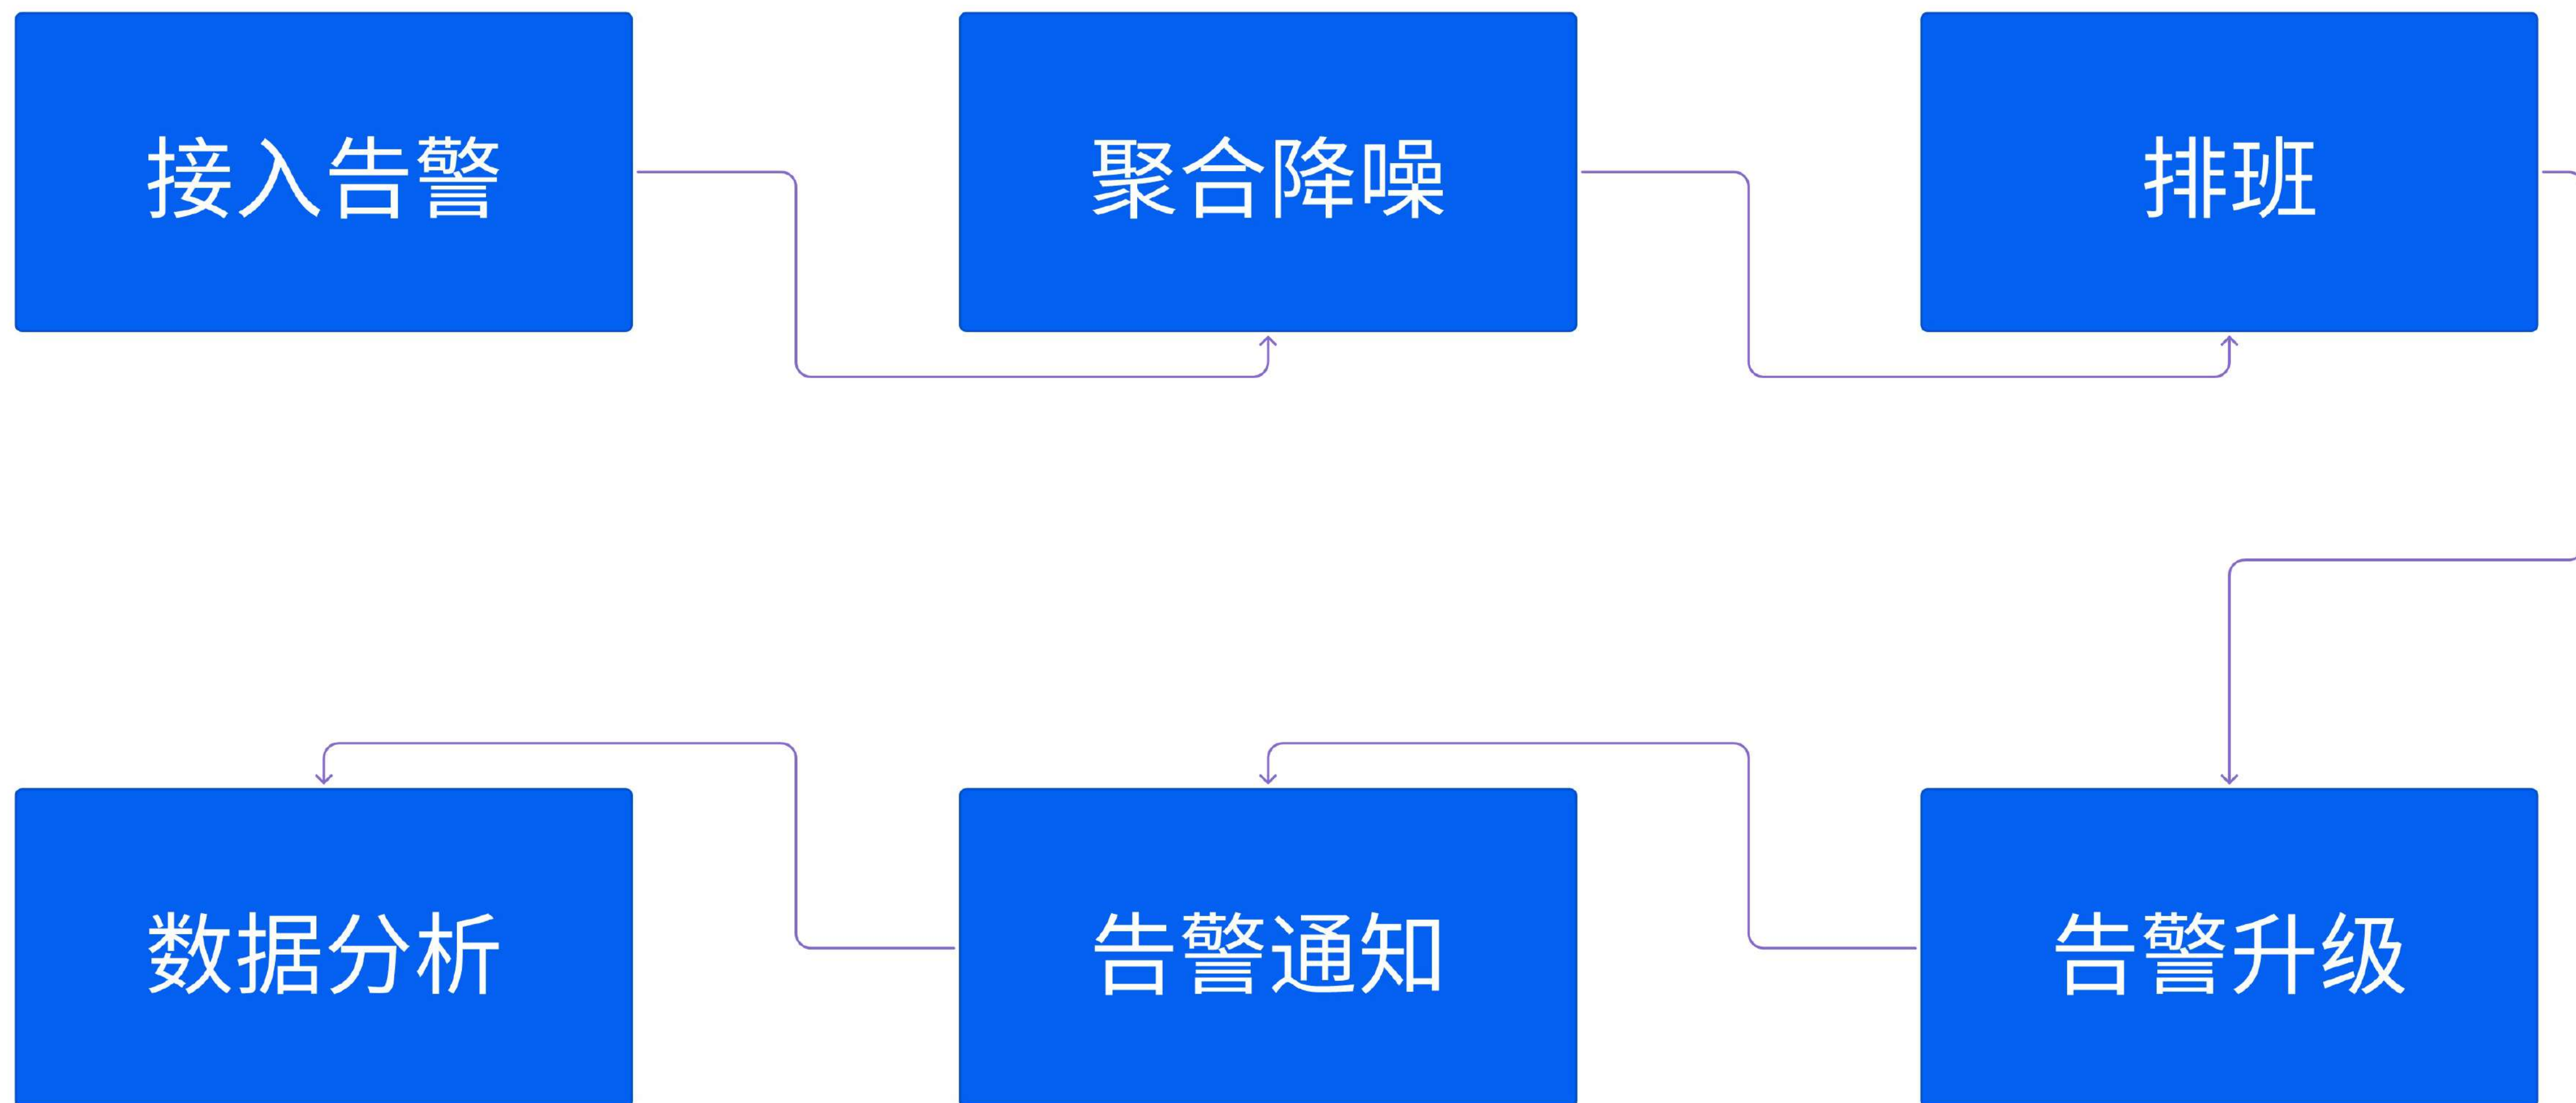 接入告警
聚合降噪
排班
数据分析
告警通知
告警升级